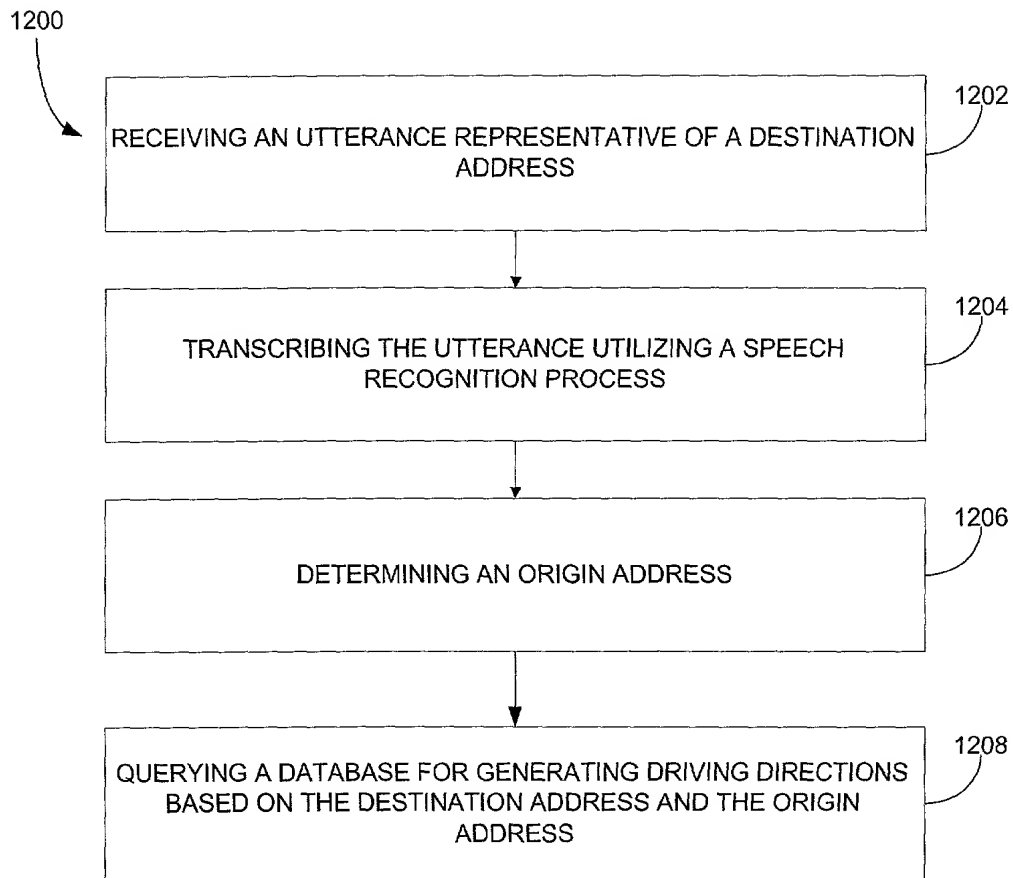 1200
1202
RECEIVING AN UTTERANCE REPRESENTATIVE OF A DESTINATION
ADDRESS
1204
TRANSCRIBING THE UTTERANCE UTILIZING A SPEECH
RECOGNITION PROCESS
1206
DETERMINING AN ORIGIN ADDRESS
1208
QUERYING A DATABASE FOR GENERATING DRIVING DIRECTIONS
BASED ON THE DESTINATION ADDRESS AND THE ORIGIN
ADDRESS